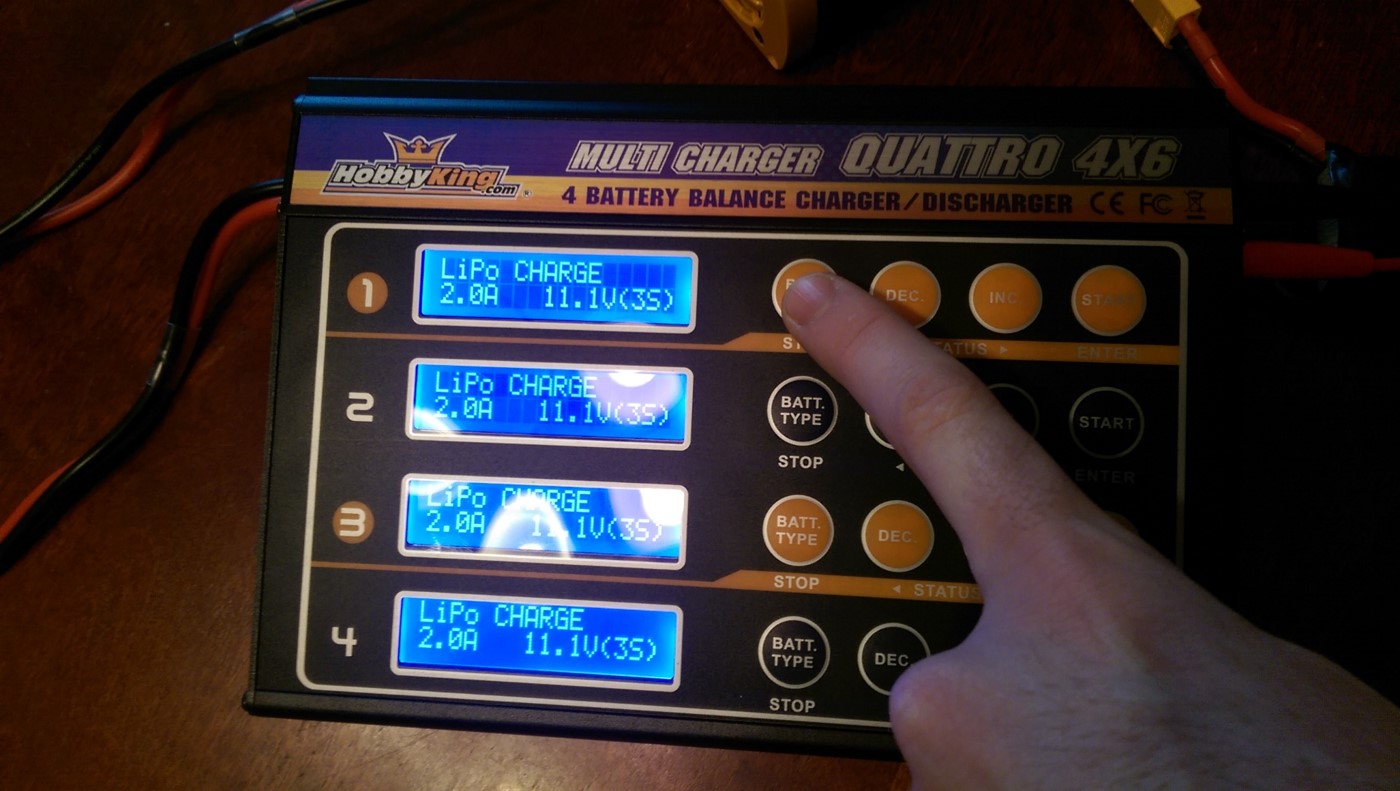 HobbyKing
.com ®
MULTI CHARGER QUATTRO 4X6
4 BATTERY BALANCE CHARGER/DISCHARGER CE FC
1
LiPo CHARGE
2.0A 11.1V(3S)
DEC.
INC.
START
ENTER
2
LiPo CHARGE
2.0A 11.1V(3S)
BATT.
TYPE
START
STOP
◄
ENTER
3
LiPo CHARGE
2.0A 11.1V(3S)
BATT.
TYPE
DEC.
STOP
◄ STATUS
4
LiPo CHARGE
2.0A 11.1V(3S)
BATT.
TYPE
DEC.
STOP